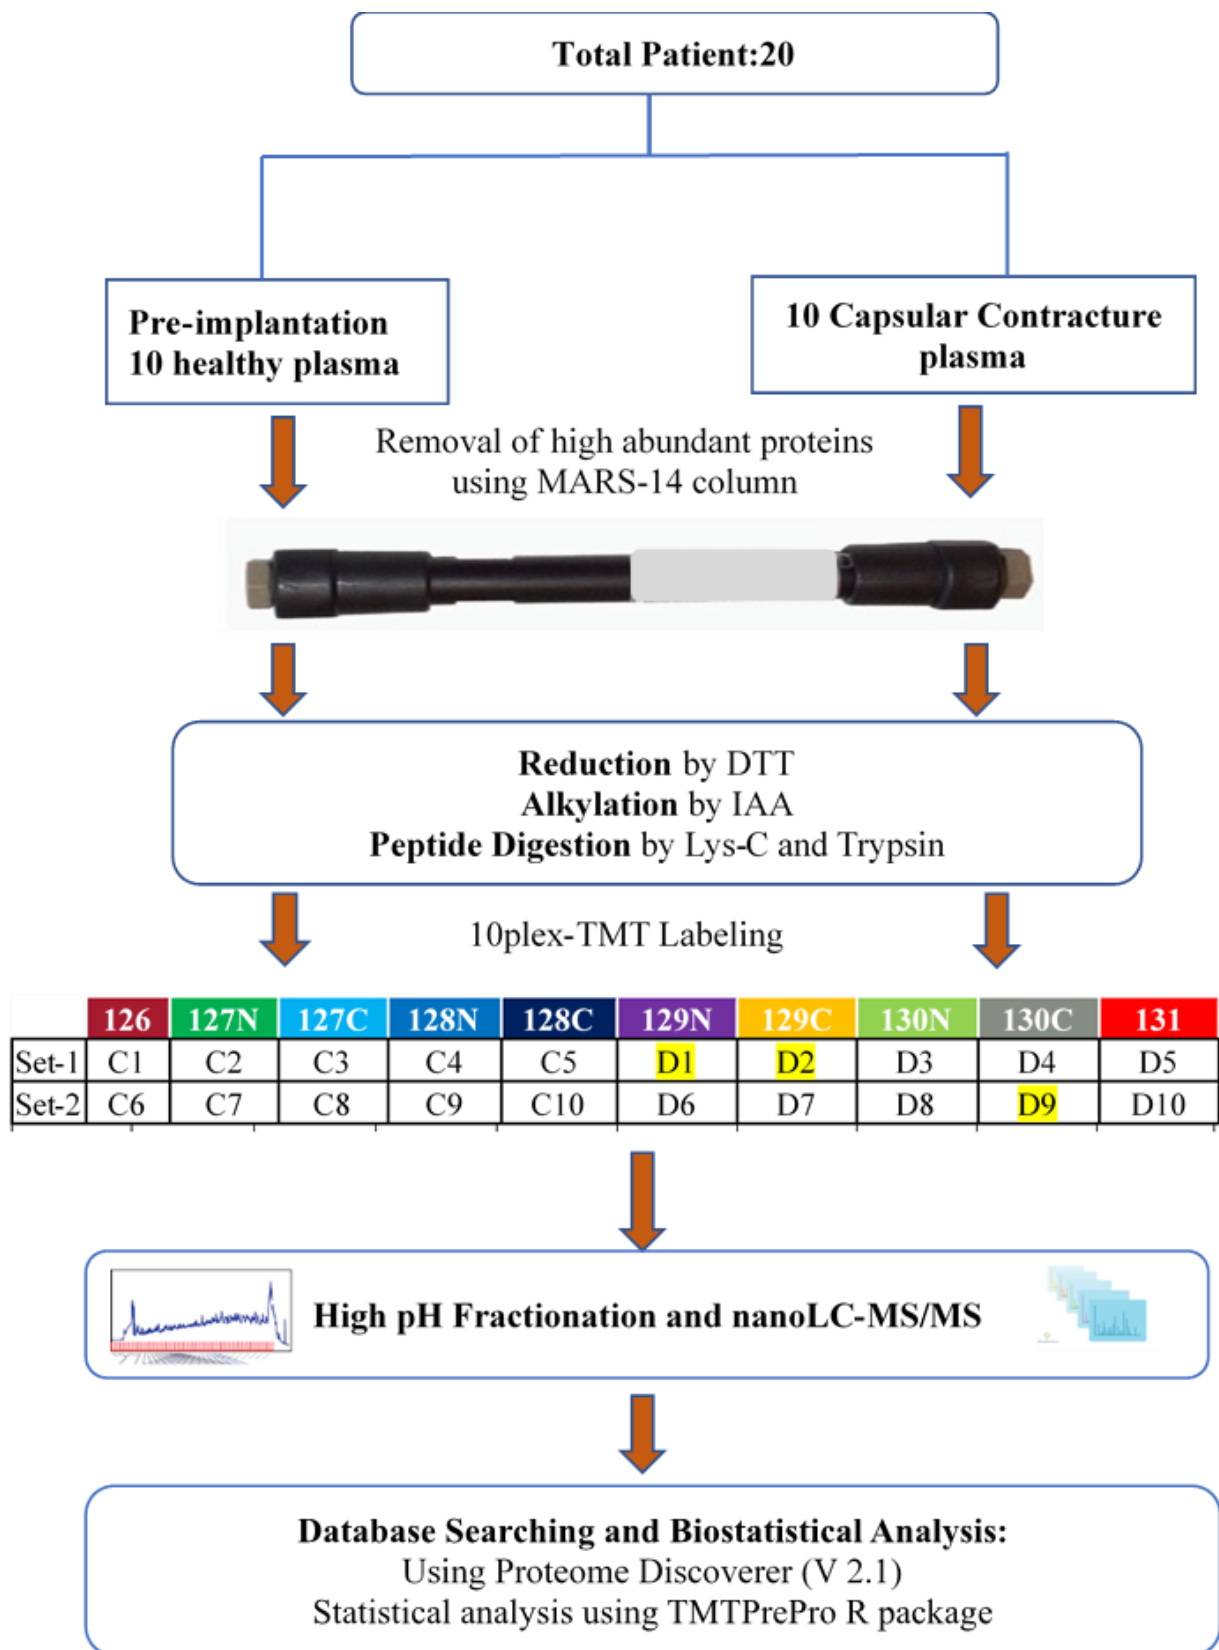 Total Patient:20
Pre-implantation
10 healthy plasma
10 Capsular Contracture
plasma
Removal of high abundant proteins
using MARS-14 column
Reduction by DTT
Alkylation by IAA
Peptide Digestion by Lys-C and Trypsin
10plex-TMT Labeling
126 127N 127C 128N 128C 129N 129C 130N 130C 131
Set-1 C1 C2 C3 C4 C5 D1 D2 D3 D4 D5
Set-2 C6 C7 C8 C9 C10 D6 D7 D8 D9 D10
High pH Fractionation and nanoLC-MS/MS
Database Searching and Biostatistical Analysis:
Using Proteome Discoverer (V 2.1)
Statistical analysis using TMTPrePro R package